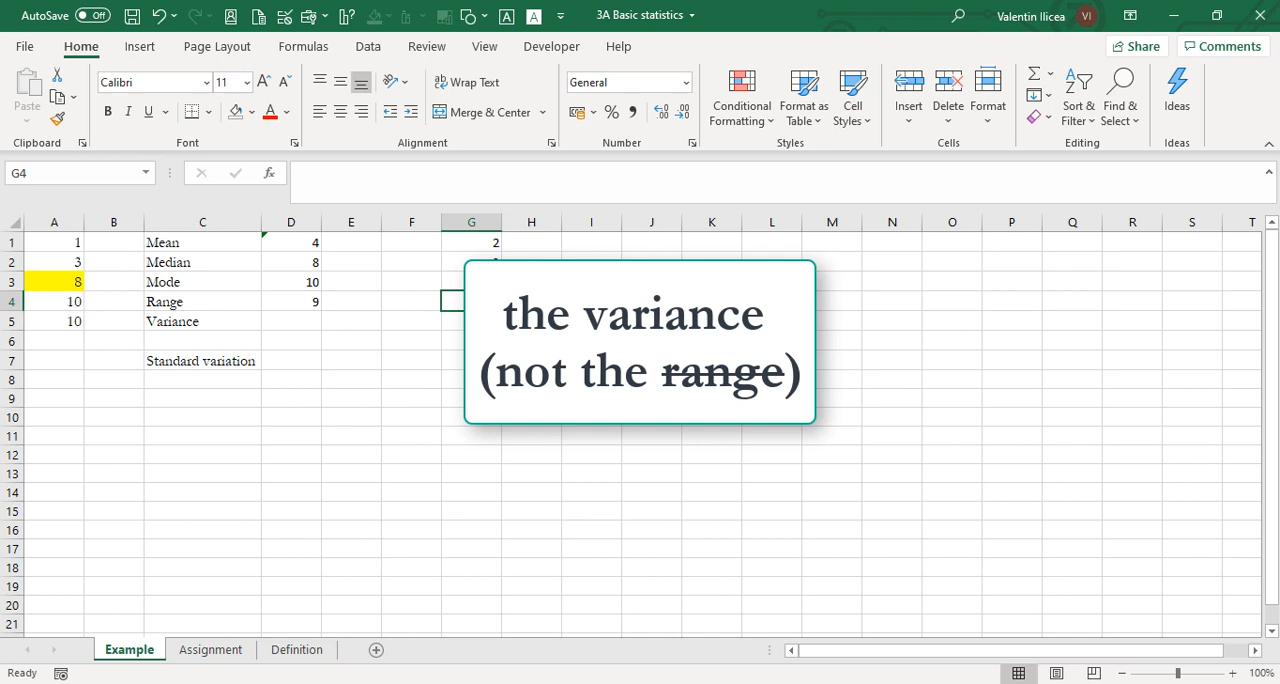 AutoSave Off 3A Basic statistics Valentin Ilicea VI
File Home Insert Page Layout Formulas Data Review View Developer Help Share Comments
Paste Calibri 11 Wrap Text General Conditional Formatting Format as Table Cell Styles Insert Delete Format Sort & Filter Find & Select Ideas
B I U Merge & Center
Clipboard Font Alignment Number Styles Cells Editing Ideas
G4 fx
A B C D E F G H I J K L M N O P Q R S T
1 1 Mean 4 2
2 3 Median 8
3 8 Mode 10
4 10 Range 9
5 10 Variance
6
7 Standard variation
8
9
10
11
12
13
14
15
16
17
18
19
20
21
the variance
(not the range)
Example Assignment Definition
Ready 100%